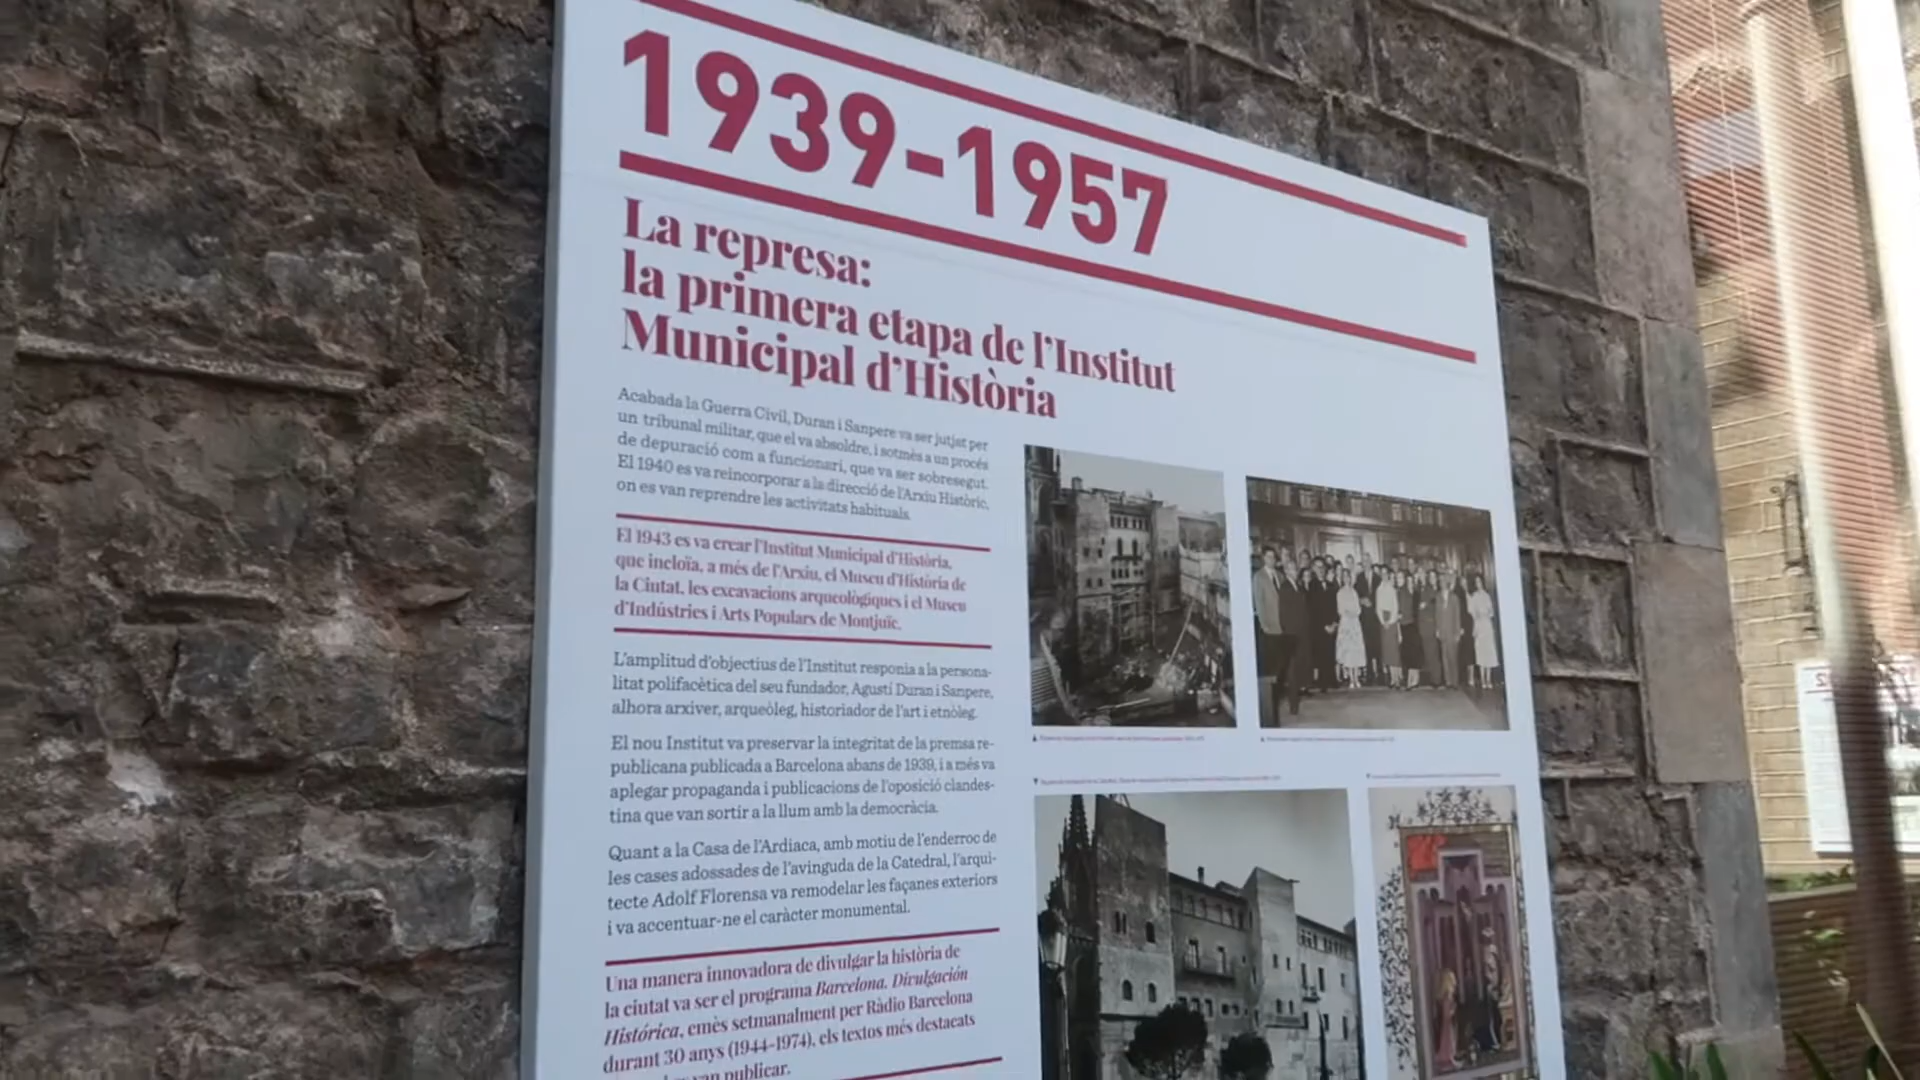 1939-1957
La represa:
la primera etapa de l'Institut
Municipal d'Història
Acabada la Guerra Civil, Duran i Sanpere va ser jutjat per
un tribunal militar, que el va absoldre, i sotmès a un procés
de depuració com a funcionari, que va ser sobresegut.
El 1940 es va reincorporar a la direcció de l'Arxiu Històric,
on es van reprendre les activitats habituals.
El 1943 es va crear l'Institut Municipal d'Història,
que incloïa, a més de l'Arxiu, el Museu d'Història de
la Ciutat, les excavacions arqueològiques i el Museu
d'Indústries i Arts Populars de Montjuïc.
L'amplitud d'objectius de l'Institut responia a la persona-
litat polifacètica del seu fundador, Agustí Duran i Sanpere,
alhora arxiver, arqueòleg, historiador de l'art i etnòleg.
El nou Institut va preservar la integritat de la premsa re-
publicana publicada a Barcelona abans de 1939, i a més va
aplegar propaganda i publicacions de l'oposició clandes-
tina que van sortir a la llum amb la democràcia.
Quant a la Casa de l'Ardiaca, amb motiu de l'enderroc de
les cases adossades de l'avinguda de la Catedral, l'arqui-
tecte Adolf Florensa va remodelar les façanes exteriors
i va accentuar-ne el caràcter monumental.
Una manera innovadora de divulgar la història de
la ciutat va ser el programa Barcelona. Divulgación
Histórica, emès setmanalment per Ràdio Barcelona
durant 30 anys (1944-1974), els textos més destacats
van publicar.